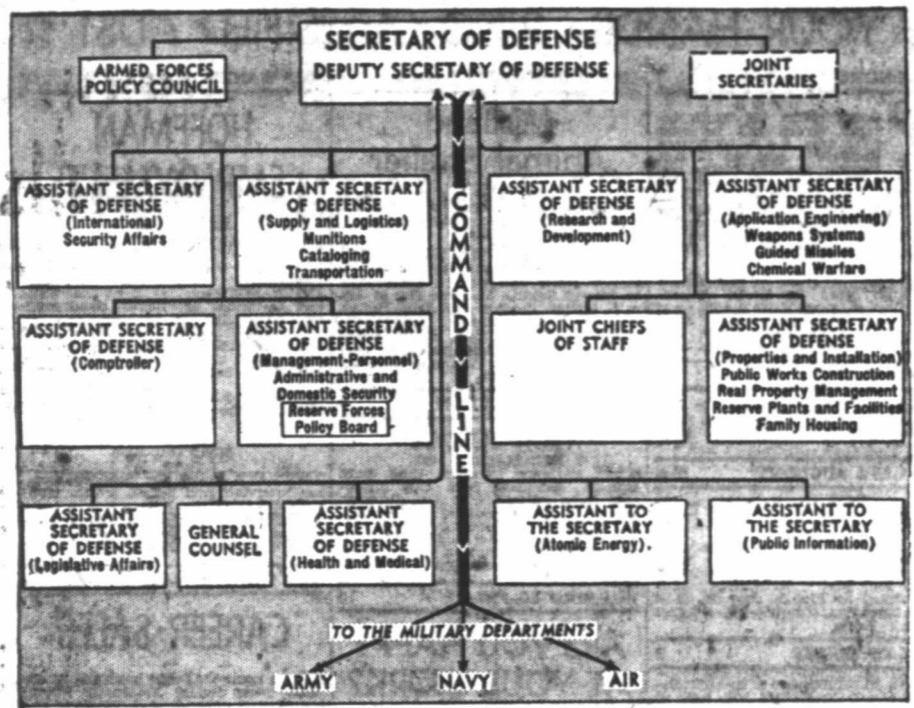 SECRETARY OF DEFENSE
DEPUTY SECRETARY OF DEFENSE
ARMED FORCES
POLICY COUNCIL
JOINT
SECRETARIES
ASSISTANT SECRETARY
OF DEFENSE
(International)
Security Affairs
ASSISTANT SECRETARY
OF DEFENSE
(Supply and Logistics)
Munitions
Cataloging
Transportation
COMMAND LINE
ASSISTANT SECRETARY
OF DEFENSE
(Research and
Development)
ASSISTANT SECRETARY
OF DEFENSE
(Application Engineering)
Weapons Systems
Guided Missiles
Chemical Warfare
ASSISTANT SECRETARY
OF DEFENSE
(Comptroller)
ASSISTANT SECRETARY
OF DEFENSE
(Management-Personnel)
Administrative and
Domestic Security
Reserve Forces
Policy Board
JOINT CHIEFS
OF STAFF
ASSISTANT SECRETARY
OF DEFENSE
(Properties and Installation)
Public Works Construction
Real Property Management
Reserve Plants and Facilities
Family Housing
ASSISTANT
SECRETARY
OF DEFENSE
(Legislative Affairs)
GENERAL
COUNSEL
ASSISTANT
SECRETARY
OF DEFENSE
(Health and Medical)
ASSISTANT TO
THE SECRETARY
(Atomic Energy).
ASSISTANT TO
THE SECRETARY
(Public Information)
TO THE MILITARY DEPARTMENTS
ARMY
NAVY
AIR